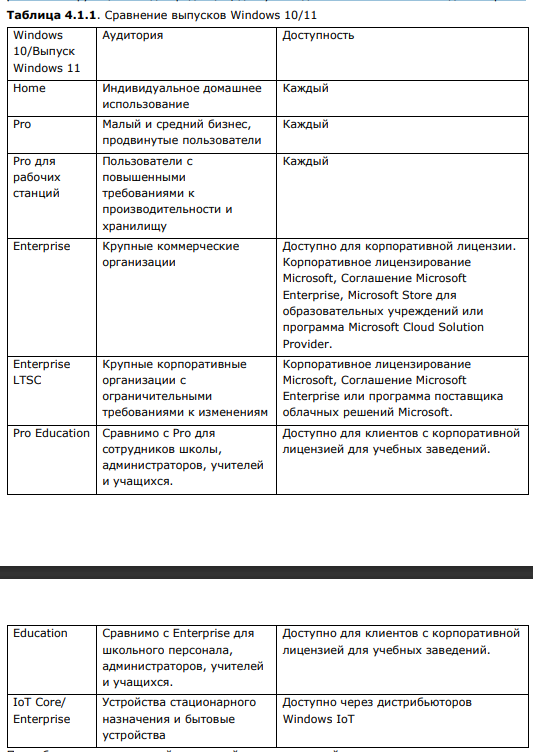 Таблица 4.1.1. Сравнение выпусков Windows 10/11
Windows
10/Выпуск
Windows 11
Аудитория
Доступность
Home
Индивидуальное домашнее
использование
Каждый
Pro
Малый и средний бизнес,
продвинутые пользователи
Каждый
Pro для
рабочих
станций
Пользователи с
повышенными
требованиями к
производительности и
хранилищу
Каждый
Enterprise
Крупные коммерческие
организации
Доступно для корпоративной лицензии.
Корпоративное лицензирование
Microsoft, Соглашение Microsoft
Enterprise, Microsoft Store для
образовательных учреждений или
программа Microsoft Cloud Solution
Provider.
Enterprise
LTSC
Крупные корпоративные
организации с
ограничительными
требованиями к изменениям
Корпоративное лицензирование
Microsoft, Соглашение Microsoft
Enterprise или программа поставщика
облачных решений Microsoft.
Pro Education
Сравнимо с Pro для
сотрудников школы,
администраторов, учителей
и учащихся.
Доступно для клиентов с корпоративной
лицензией для учебных заведений.
Education
Сравнимо с Enterprise для
школьного персонала,
администраторов, учителей
и учащихся.
Доступно для клиентов с корпоративной
лицензией для учебных заведений.
IoT Core/
Enterprise
Устройства стационарного
назначения и бытовые
устройства
Доступно через дистрибьюторов
Windows IoT